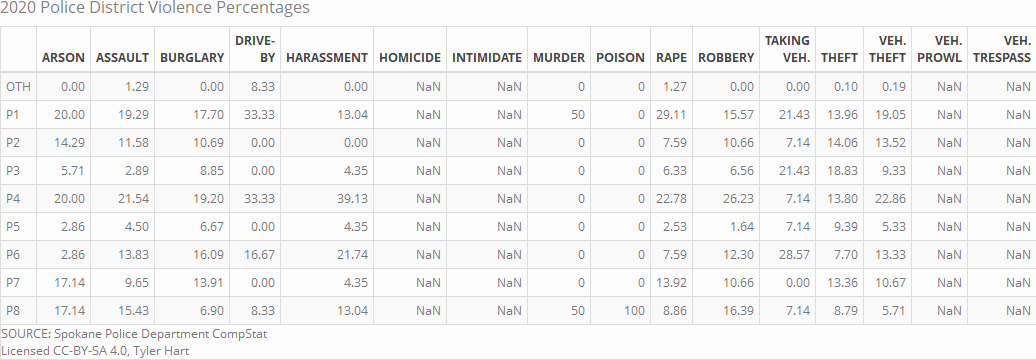 2020 Police District Violence Percentages
ARSON ASSAULT BURGLARY DRIVE-BY HARASSMENT HOMICIDE INTIMIDATE MURDER POISON RAPE ROBBERY TAKING VEH. THEFT VEH. THEFT VEH. PROWL VEH. TRESPASS
OTH 0.00 1.29 0.00 8.33 0.00 NaN NaN 0 0 1.27 0.00 0.00 0.10 0.19 NaN NaN
P1 20.00 19.29 17.70 33.33 13.04 NaN NaN 50 0 29.11 15.57 21.43 13.96 19.05 NaN NaN
P2 14.29 11.58 10.69 0.00 0.00 NaN NaN 0 0 7.59 10.66 7.14 14.06 13.52 NaN NaN
P3 5.71 2.89 8.85 0.00 4.35 NaN NaN 0 0 6.33 6.56 21.43 18.83 9.33 NaN NaN
P4 20.00 21.54 19.20 33.33 39.13 NaN NaN 0 0 22.78 26.23 7.14 13.80 22.86 NaN NaN
P5 2.86 4.50 6.67 0.00 4.35 NaN NaN 0 0 2.53 1.64 7.14 9.39 5.33 NaN NaN
P6 2.86 13.83 16.09 16.67 21.74 NaN NaN 0 0 7.59 12.30 28.57 7.70 13.33 NaN NaN
P7 17.14 9.65 13.91 0.00 4.35 NaN NaN 0 0 13.92 10.66 0.00 13.36 10.67 NaN NaN
P8 17.14 15.43 6.90 8.33 13.04 NaN NaN 50 100 8.86 16.39 7.14 8.79 5.71 NaN NaN
SOURCE: Spokane Police Department CompStat
Licensed CC-BY-SA 4.0, Tyler Hart